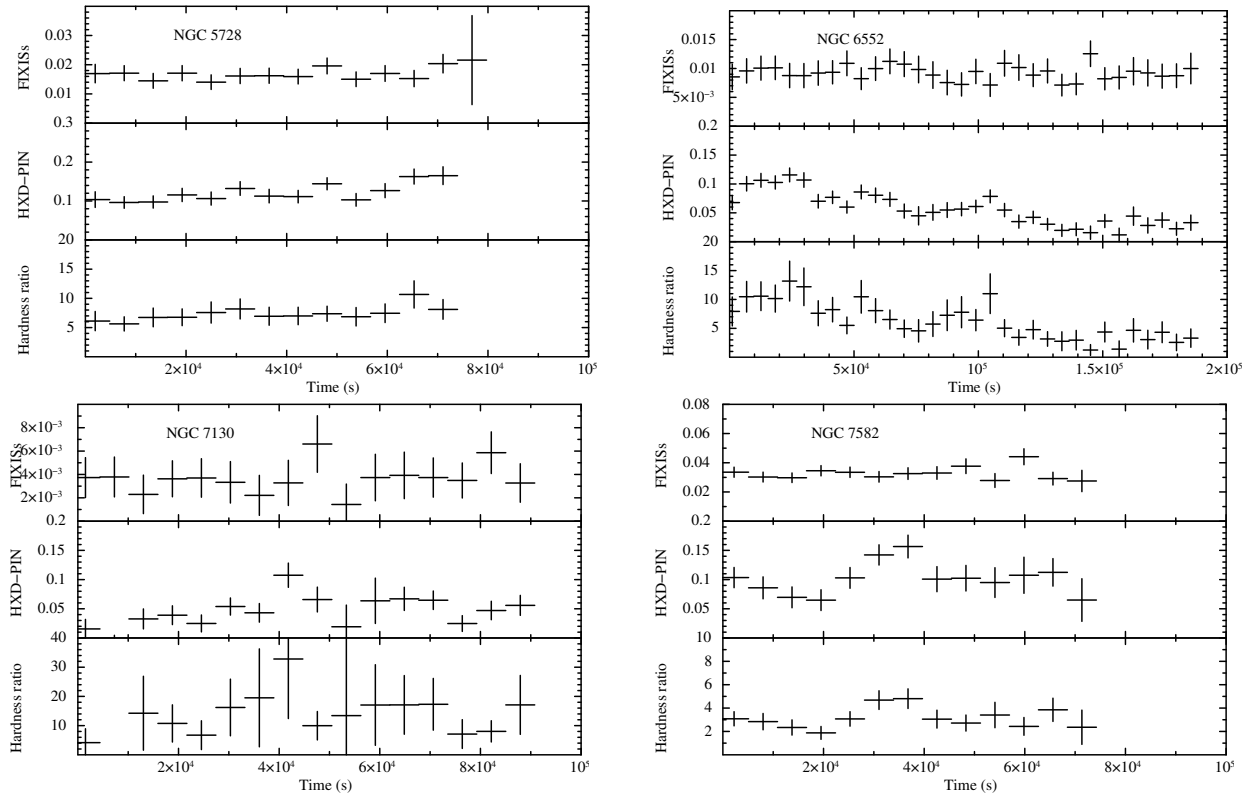 NGC 5728
FIXISs
0.03
0.02
0.01
0.3
HXD−PIN
0.2
0.1
20
Hardness ratio
15
10
5
2×10⁴ 4×10⁴ 6×10⁴ 8×10⁴ 10⁵
Time (s)
NGC 6552
FIXISs
0.015
0.01
5×10⁻³
0.2
HXD−PIN
0.15
0.1
0.05
20
Hardness ratio
15
10
5
5×10⁴ 10⁵ 1.5×10⁵ 2×10⁵
Time (s)
NGC 7130
FIXISs
8×10⁻³
6×10⁻³
4×10⁻³
2×10⁻³
0.2
HXD−PIN
0.15
0.1
0.05
40
Hardness ratio
30
20
10
2×10⁴ 4×10⁴ 6×10⁴ 8×10⁴ 10⁵
Time (s)
NGC 7582
FIXISs
0.08
0.06
0.04
0.02
0.2
HXD−PIN
0.15
0.1
0.05
10
Hardness ratio
8
6
4
2
2×10⁴ 4×10⁴ 6×10⁴ 8×10⁴ 10⁵
Time (s)